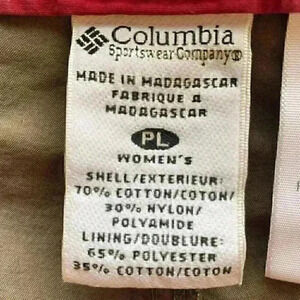 Columbia
Sportswear Company®
MADE IN MADAGASCAR
FABRIQUE A
MADAGASCAR
PL
WOMEN'S
SHELL/EXTERIEUR:
70% COTTON/COTON/
30% NYLON/
POLYAMIDE
LINING/DOUBLURE:
65% POLYESTER
35% COTTON/COTON